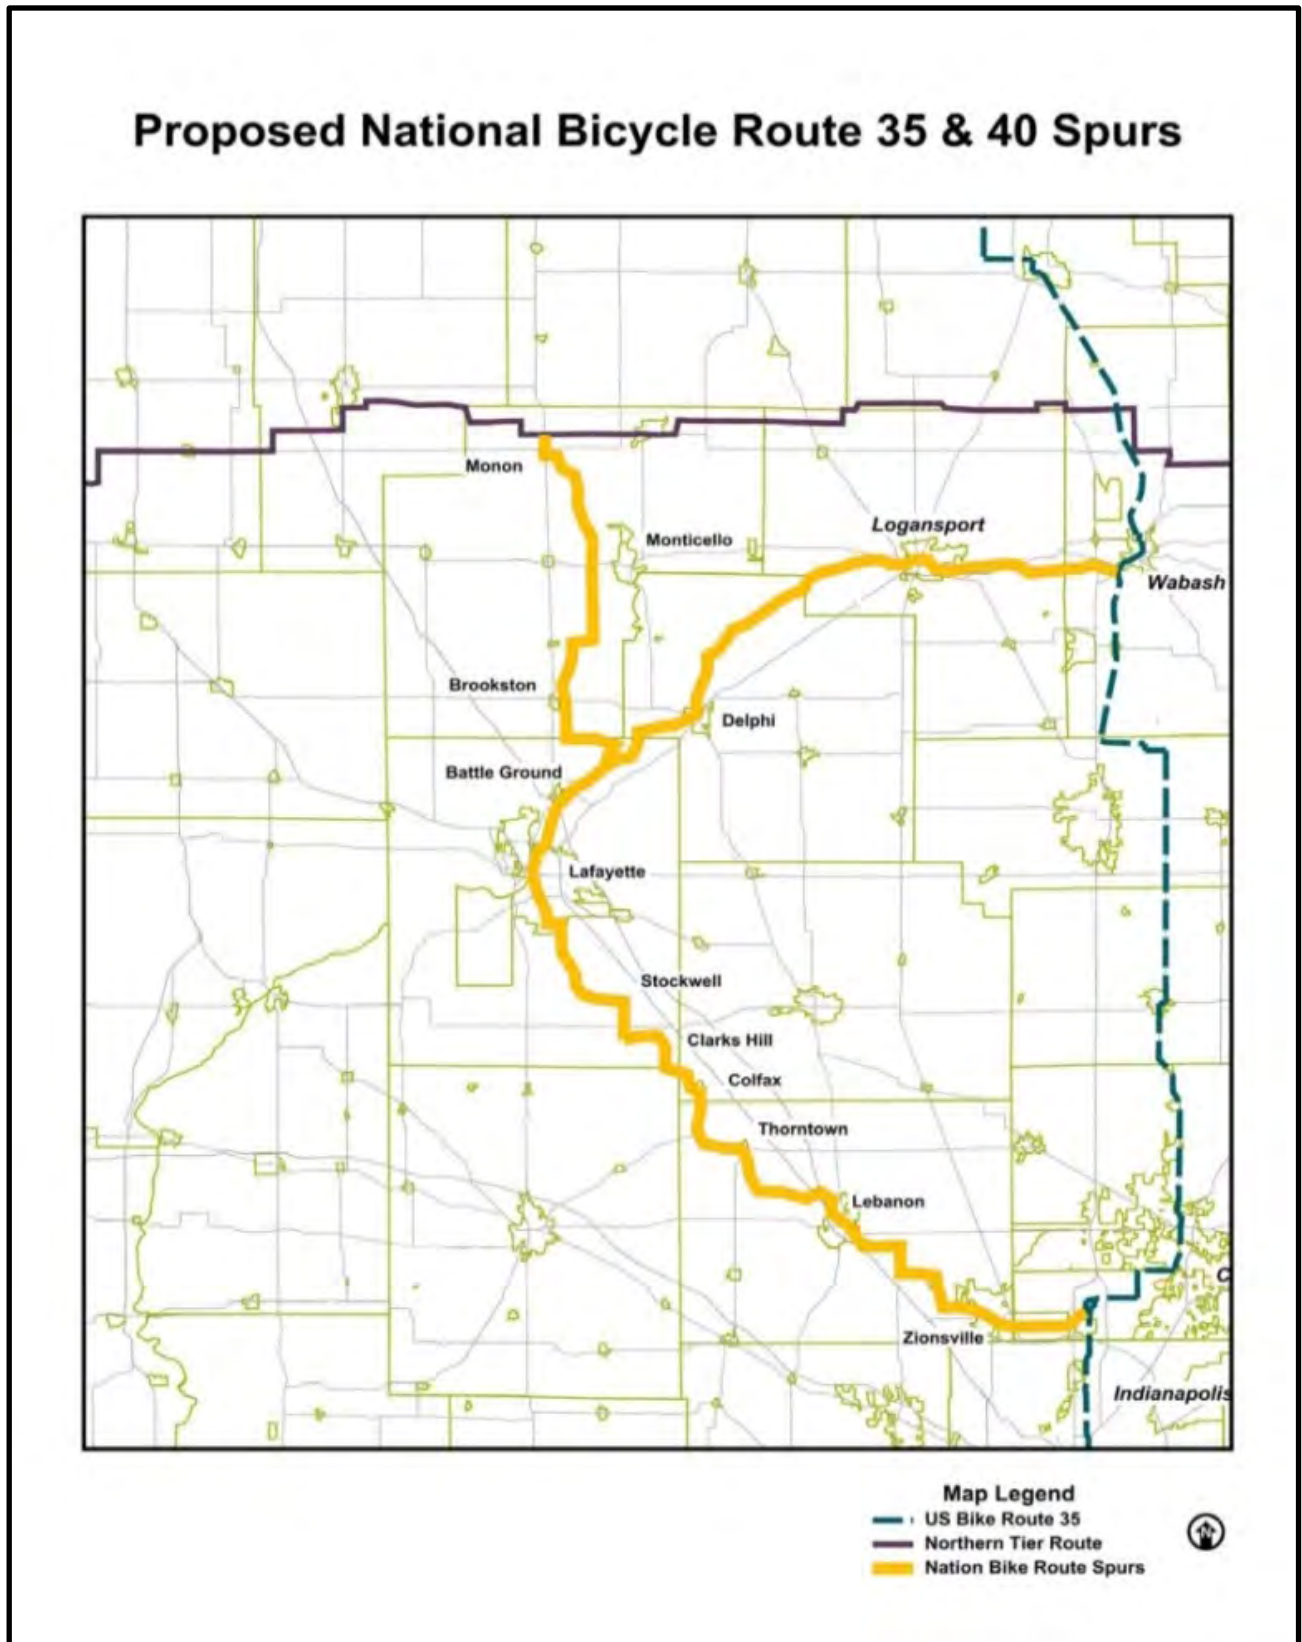 Proposed National Bicycle Route 35 & 40 Spurs
Monon
Logansport
Monticello
Wabash
Brookston
Delphi
Battle Ground
Lafayette
Stockwell
Clarks Hill
Colfax
Thorntown
Lebanon
C
Zionsville
Indianapolis
Map Legend
US Bike Route 35
Northern Tier Route
Nation Bike Route Spurs
N